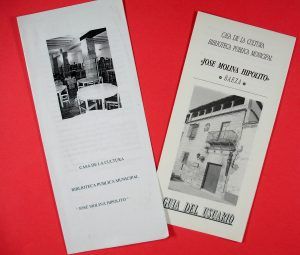 CASA DE LA CULTURA
BIBLIOTECA PUBLICA MUNICIPAL
"JOSE MOLINA HIPOLITO"
CASA DE LA CULTURA
BIBLIOTECA PUBLICA MUNICIPAL
«JOSE MOLINA HIPOLITO»
BAEZA
GUIA DEL USUARIO